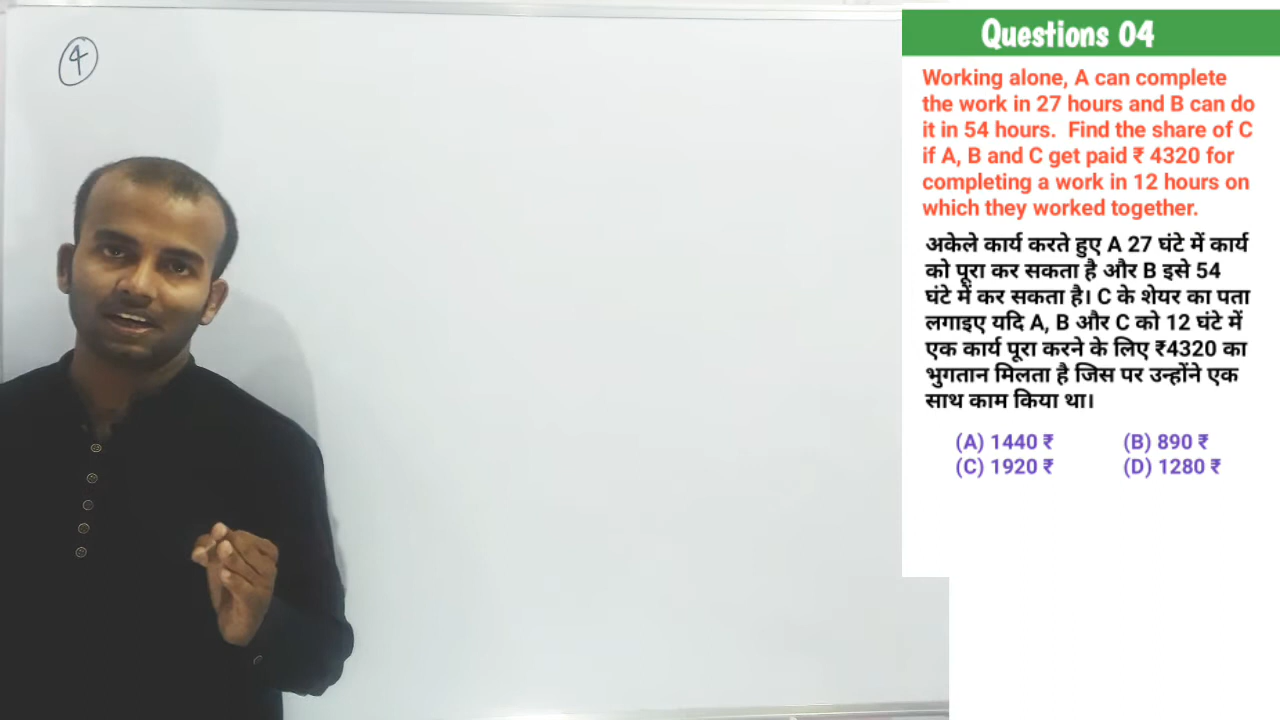 4
Questions 04
Working alone, A can complete
the work in 27 hours and B can do
it in 54 hours. Find the share of C
if A, B and C get paid ₹ 4320 for
completing a work in 12 hours on
which they worked together.
अकेले कार्य करते हुए A 27 घंटे में कार्य
को पूरा कर सकता है और B इसे 54
घंटे में कर सकता है। C के शेयर का पता
लगाइए यदि A, B और C को 12 घंटे में
एक कार्य पूरा करने के लिए ₹4320 का
भुगतान मिलता है जिस पर उन्होंने एक
साथ काम किया था।
(A) 1440 ₹ (B) 890 ₹
(C) 1920 ₹ (D) 1280 ₹